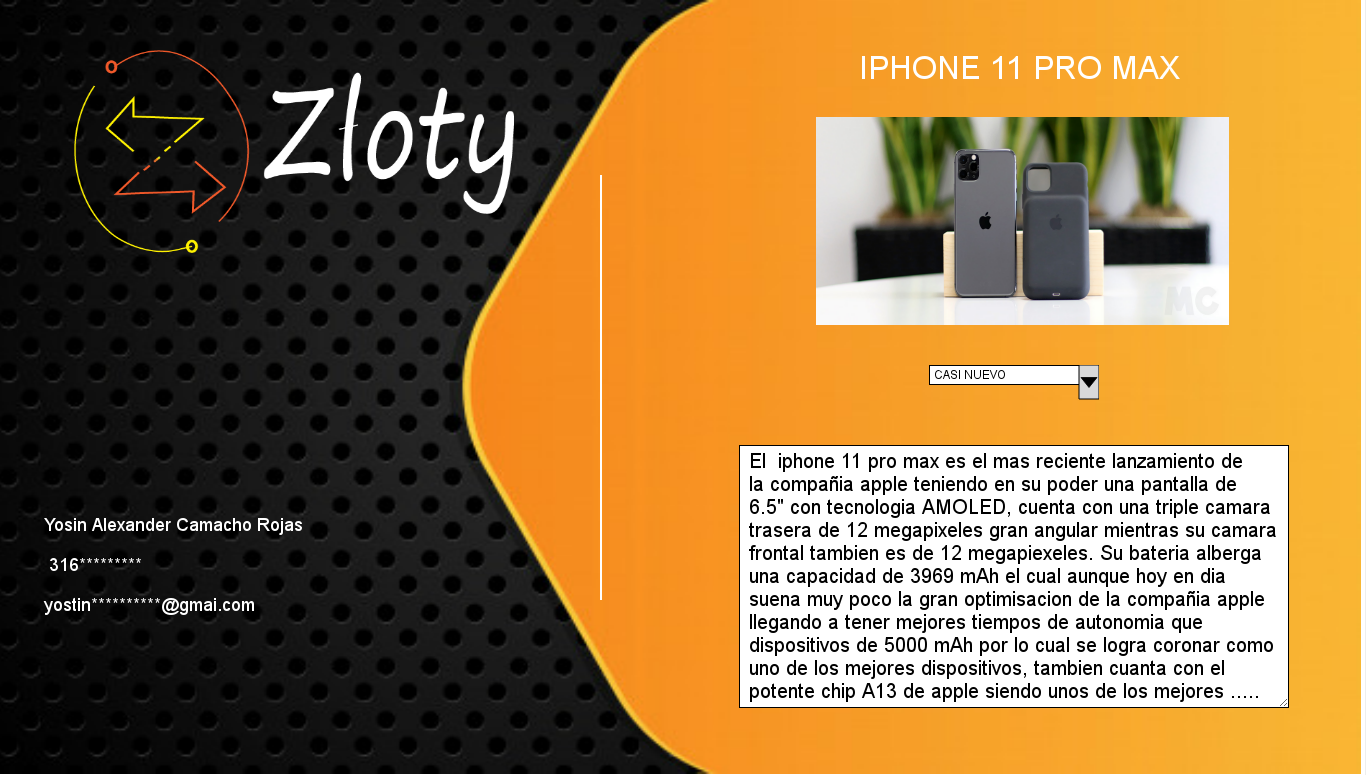 Zloty
IPHONE 11 PRO MAX
MC
CASI NUEVO
El  iphone 11 pro max es el mas reciente lanzamiento de
la compañia apple teniendo en su poder una pantalla de
6.5" con tecnologia AMOLED, cuenta con una triple camara
trasera de 12 megapixeles gran angular mientras su camara
frontal tambien es de 12 megapiexeles. Su bateria alberga
una capacidad de 3969 mAh el cual aunque hoy en dia
suena muy poco la gran optimisacion de la compañia apple
llegando a tener mejores tiempos de autonomia que
dispositivos de 5000 mAh por lo cual se logra coronar como
uno de los mejores dispositivos, tambien cuanta con el
potente chip A13 de apple siendo unos de los mejores .....
Yosin Alexander Camacho Rojas
316*********
yostin**********@gmai.com